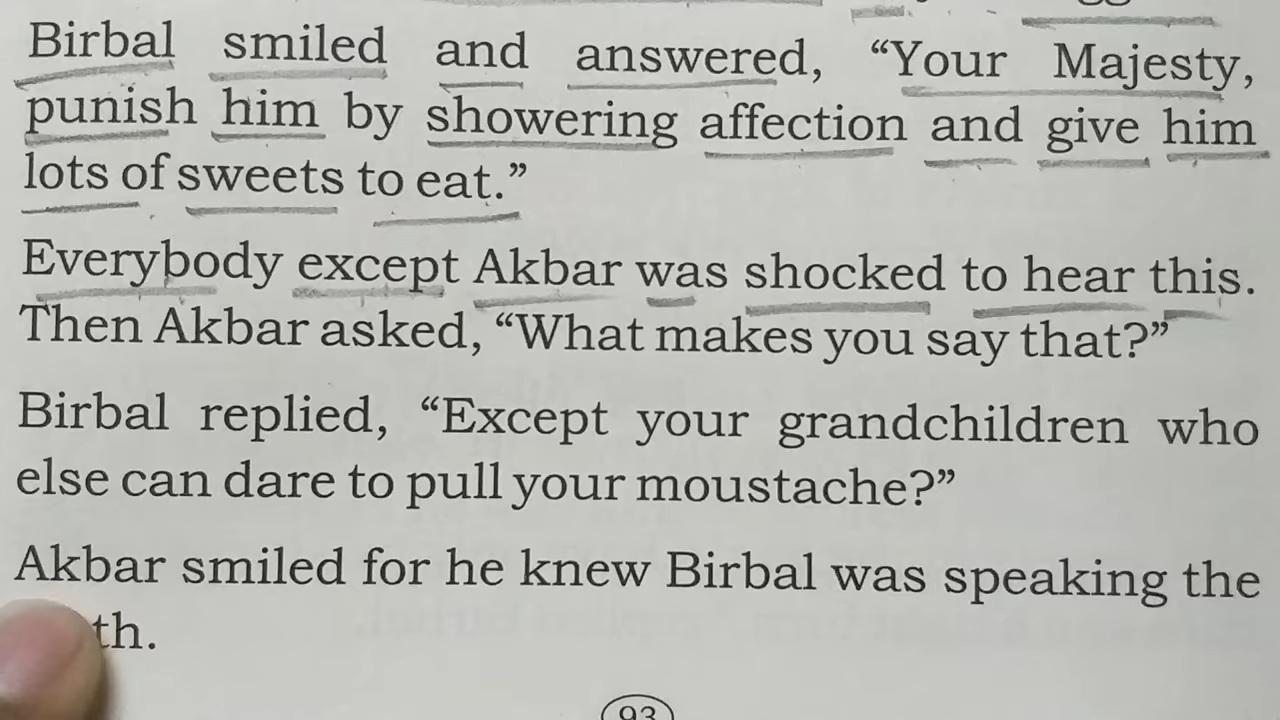 Birbal smiled and answered, “Your Majesty,
punish him by showering affection and give him
lots of sweets to eat.”
Everybody except Akbar was shocked to hear this.
Then Akbar asked, “What makes you say that?”
Birbal replied, “Except your grandchildren who
else can dare to pull your moustache?”
Akbar smiled for he knew Birbal was speaking the
th.
93